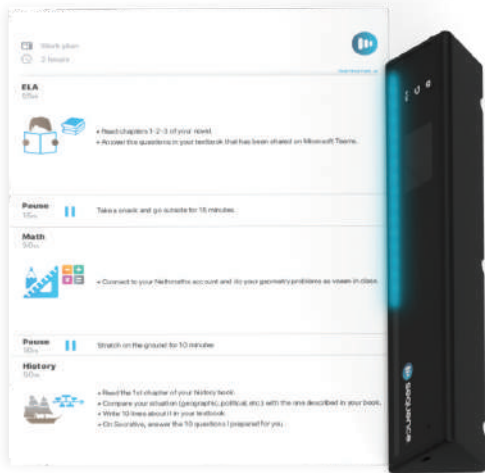 Work plan
2 hours
ELA
• Read chapters 1-2-3 of your novel.
• Answer the questions in your textbook that has been shared on Microsoft Teams.
Pause
15m
Take a snack and go outside for 15 minutes.
Math
50m
• Connect to your account and do your geometry problems as in class.
Pause
10m
Stretch on the ground for 10 minutes
History
50m
• Read the 1st chapter of your history book.
• Compare your situation (geographic, political, etc.) with the one described in your book.
• Write 10 lines about it in your textbook.
• On Socrative, answer the 10 questions I prepared for you
sequence